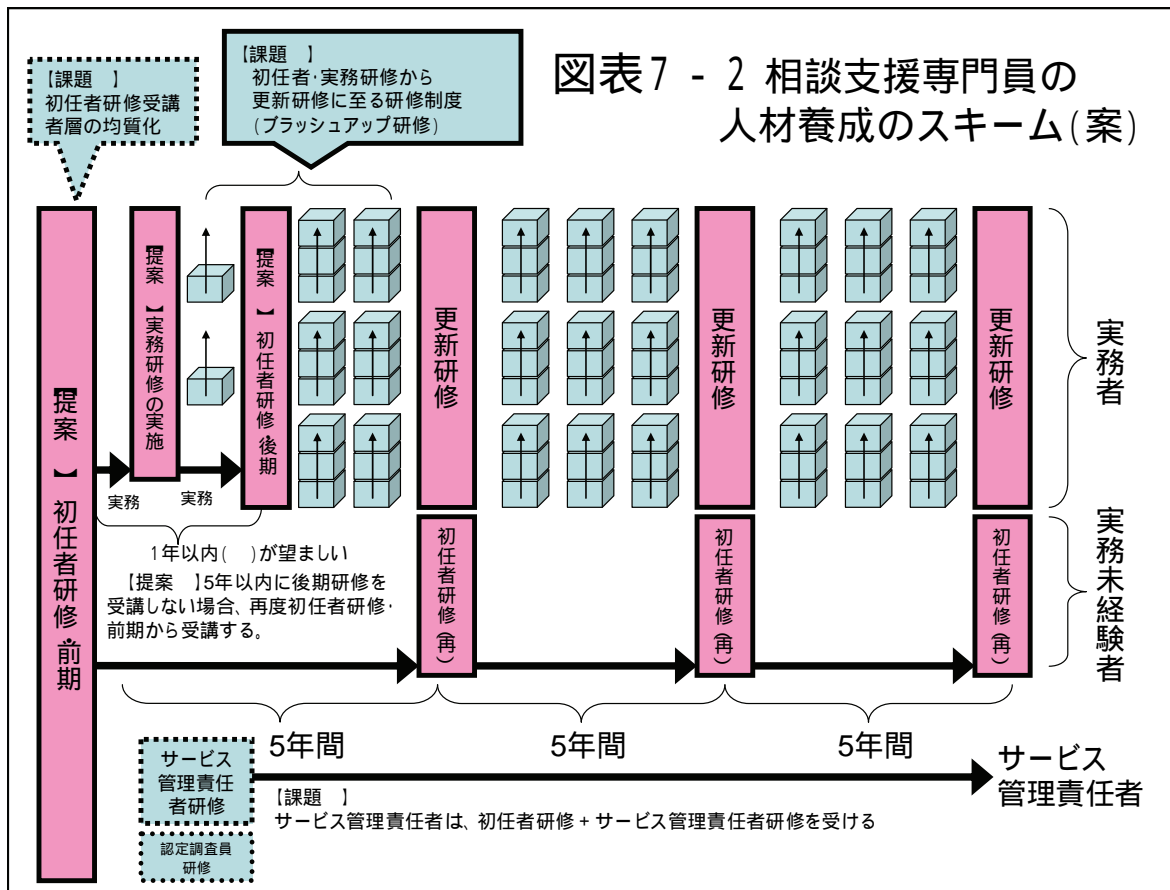 【課題　】
初任者研修受講
者層の均質化
【課題　】
初任者･実務研修から
更新研修に至る研修制度
(ブラッシュアップ研修)
図表7 - 2 相談支援専門員の
人材養成のスキーム(案)
【提案　】初任者研修･前期
【提案　】実務研修の実施
【提案　】初任者研修･後期
更新研修
更新研修
更新研修
実務者
実務
実務
1年以内(　)が望ましい
【提案　】5年以内に後期研修を
受講しない場合、再度初任者研修･
前期から受講する。
初任者研修(再)
初任者研修(再)
初任者研修(再)
実務未経験者
5年間
5年間
5年間
サービス
管理責任
者研修
サービス
管理責任者
【課題　】
サービス管理責任者は、初任者研修 + サービス管理責任者研修を受ける
認定調査員
研修